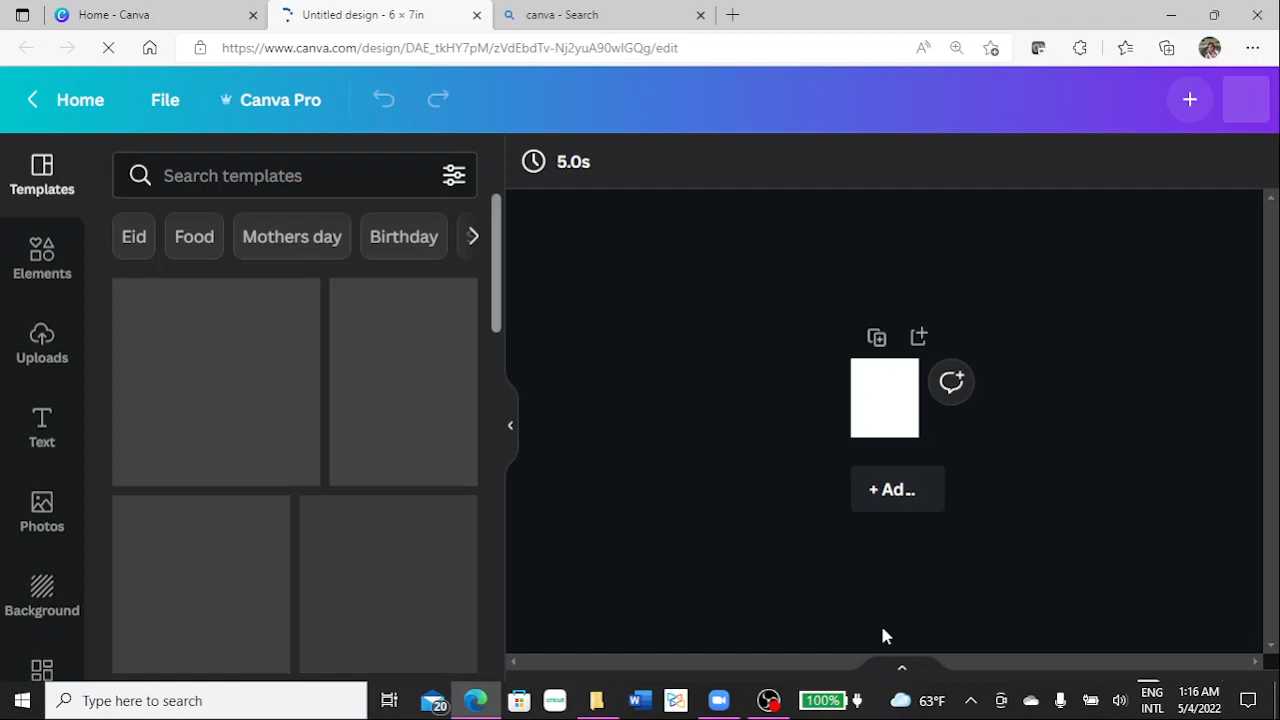 Home - Canva
Untitled design - 6 × 7in
canva - Search
https://www.canva.com/design/DAE_tkHY7pM/zVdEbdTv-Nj2yuA90wIGQg/edit
Home
File
Canva Pro
Templates
Search templates
5.0s
Eid
Food
Mothers day
Birthday
Elements
Uploads
Text
Photos
Background
+ Ad...
Type here to search
20
cricut
100%
63°F
ENG
INTL
1:16 AM
5/4/2022